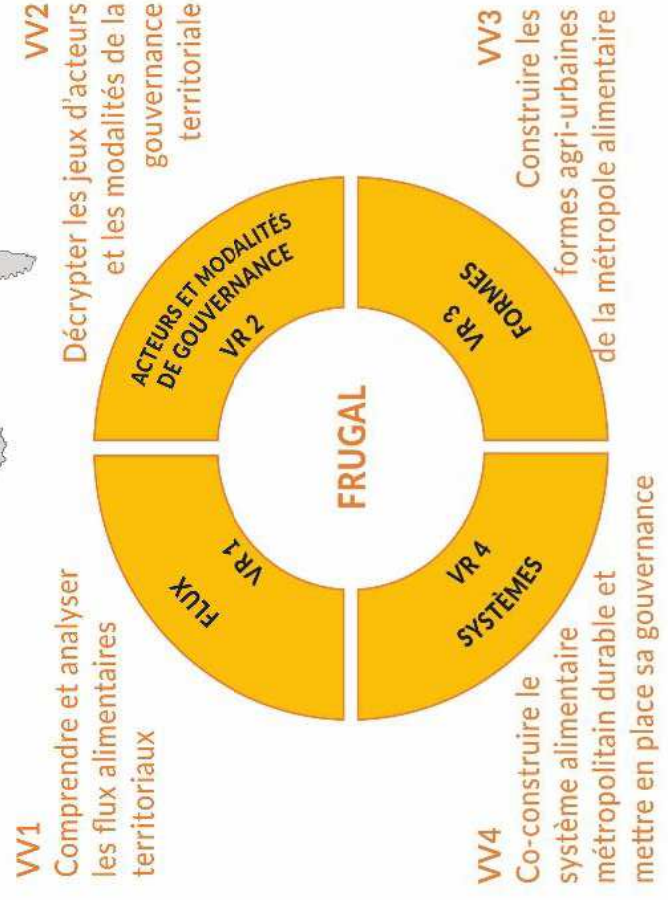 VV1
Comprendre et analyser
les flux alimentaires
territoriaux
VV2
Décrypter les jeux d'acteurs
et les modalités de la
gouvernance
territoriale
FLUX
VR 1
ACTEURS ET MODALITÉS
DE GOUVERNANCE
VR 2
FRUGAL
VR 4
SYSTÈMES
VR 3
FORMES
VV4
Co-construire le
système alimentaire
métropolitain durable et
mettre en place sa gouvernance
VV3
Construire les
formes agri-urbaines
de la métropole alimentaire